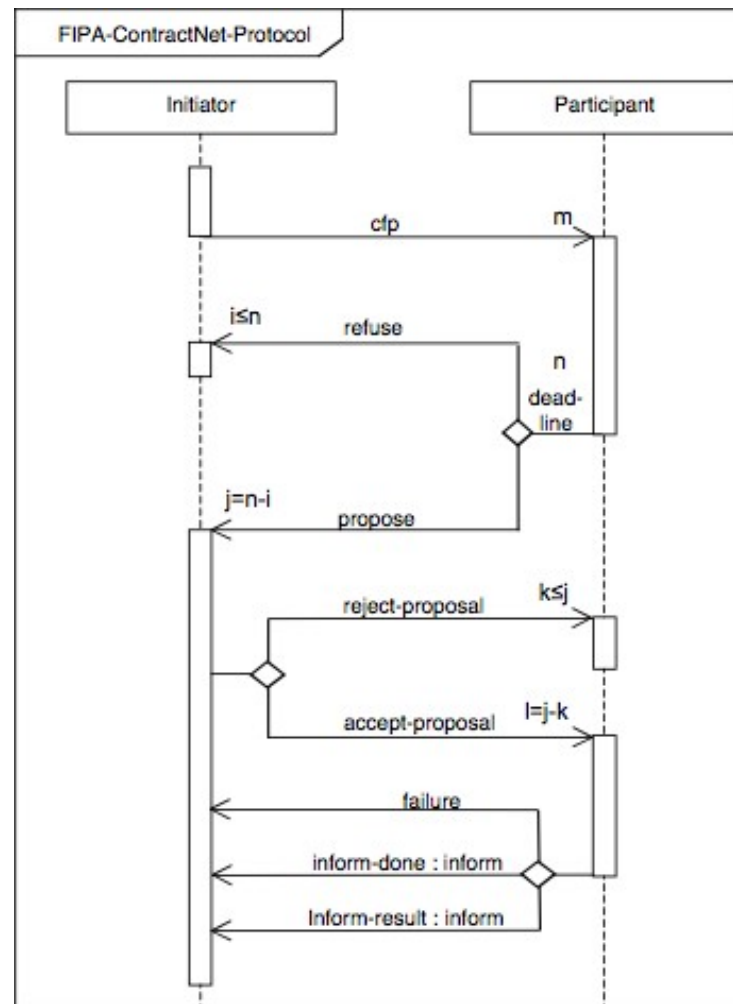 FIPA-ContractNet-Protocol
Initiator
Participant
cfp
m
i≤n
refuse
n
dead-
line
j=n-i
propose
reject-proposal
k≤j
accept-proposal
l=j-k
failure
inform-done : inform
Inform-result : inform